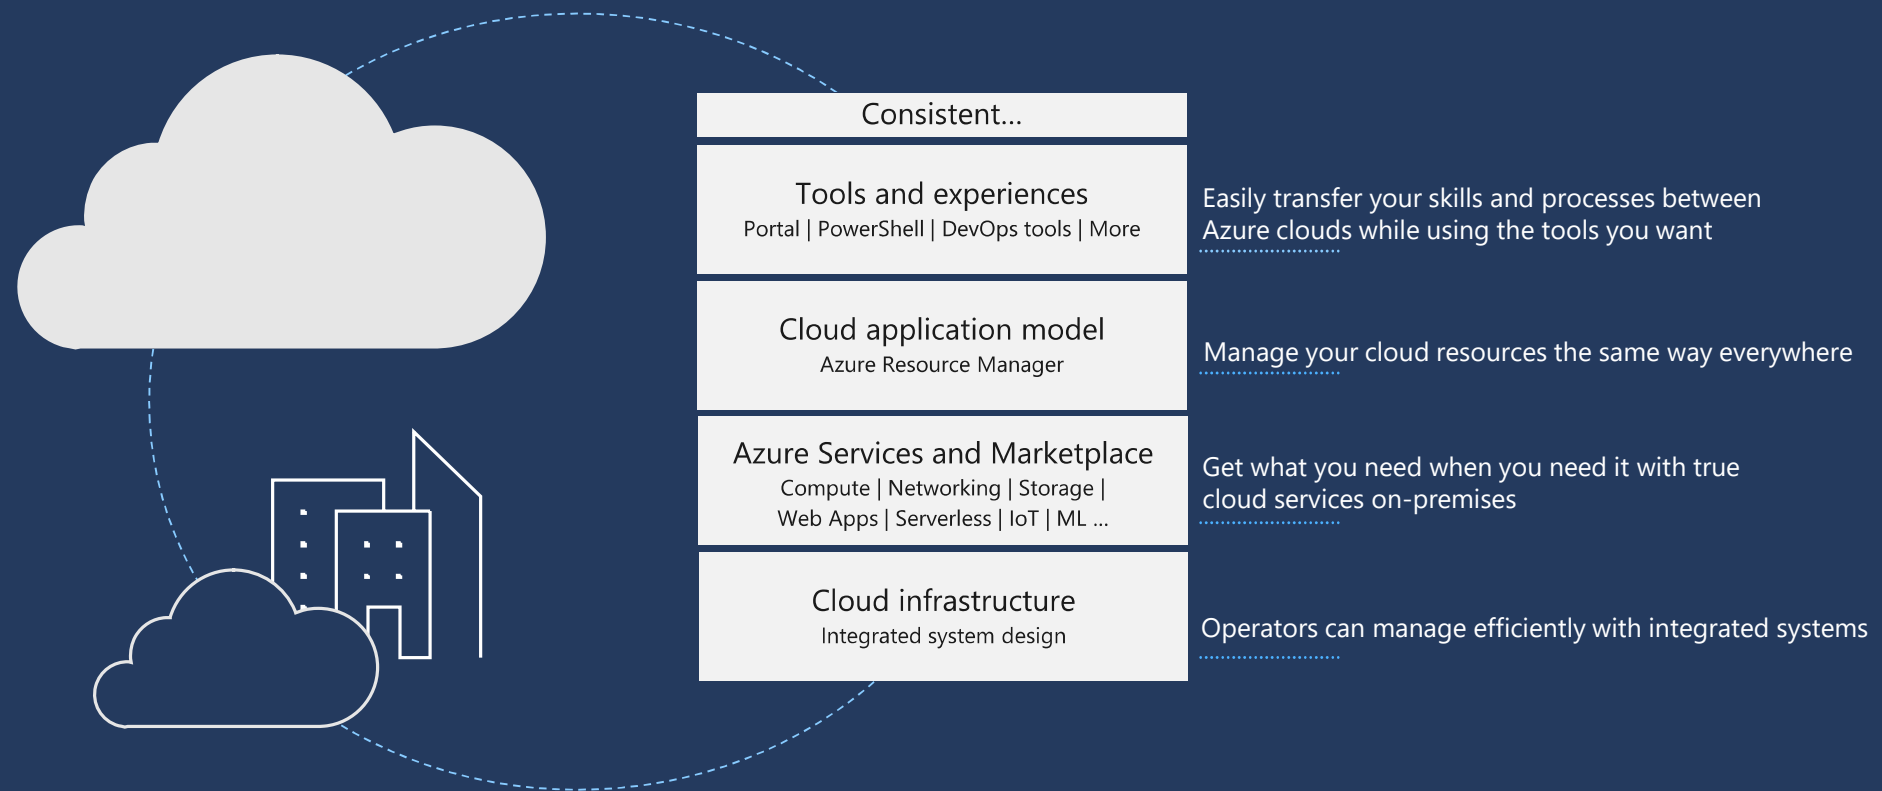 Consistent...
Tools and experiences
Portal | PowerShell | DevOps tools | More
Easily transfer your skills and processes between
Azure clouds while using the tools you want
Cloud application model
Azure Resource Manager
Manage your cloud resources the same way everywhere
Azure Services and Marketplace
Compute | Networking | Storage |
Web Apps | Serverless | IoT | ML ...
Get what you need when you need it with true
cloud services on-premises
Cloud infrastructure
Integrated system design
Operators can manage efficiently with integrated systems